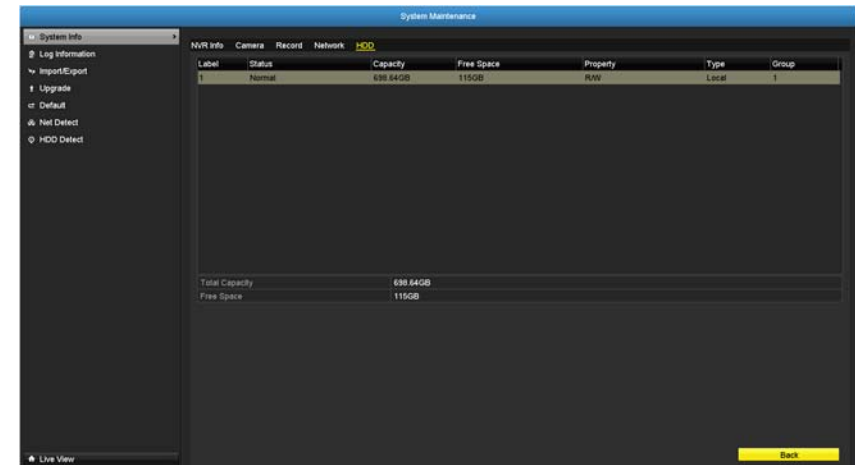 System Maintenance
System Info
Log Information
Import/Export
Upgrade
Default
Net Detect
HDD Detect
Live View
NVR Info Camera Record Network HDD
Label Status Capacity Free Space Property Type Group
1 Normal 698.64GB 115GB R/W Local 1
Total Capacity 698.64GB
Free Space 115GB
Back